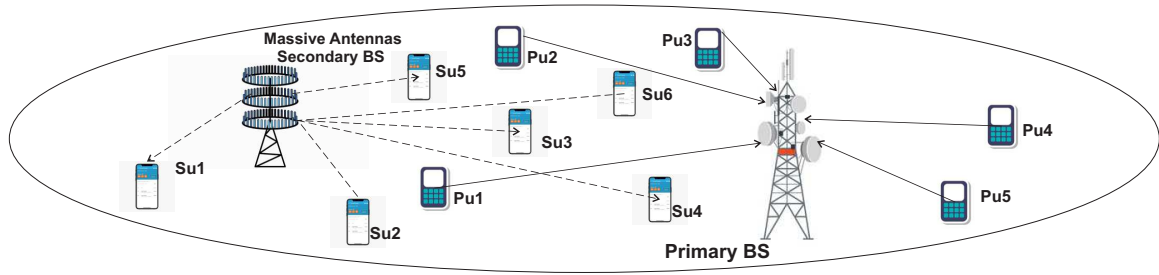 Massive Antennas
Secondary BS
Su5
Pu2
Pu3
Su6
Su3
Pu4
Su1
Pu1
Su4
Pu5
Su2
Primary BS